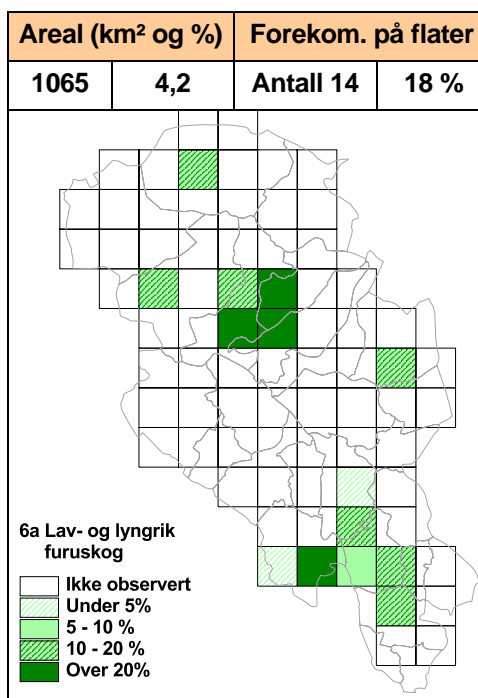 Areal (km² og %) Forekom. på flater
1065 4,2 Antall 14 18 %
6a Lav- og lyngrik
furuskog
Ikke observert
Under 5%
5 - 10 %
10 - 20 %
Over 20%